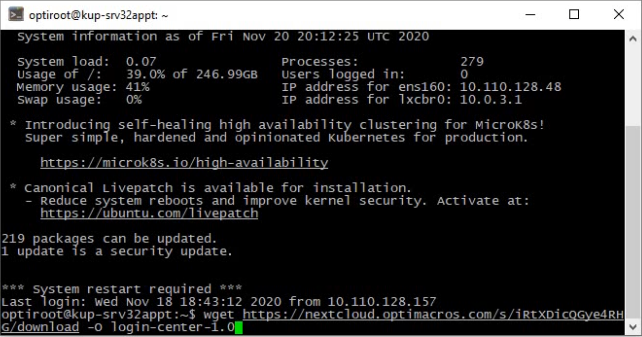 optiroot@kup-srv32appt: ~
System information as of Fri Nov 20 20:12:25 UTC 2020
System load: 0.07 Processes: 279
Usage of /: 39.0% of 246.99GB Users logged in: 0
Memory usage: 41% IP address for ens160: 10.110.128.48
Swap usage: 0% IP address for lxcbr0: 10.0.3.1
* Introducing self-healing high availability clustering for MicroK8s!
Super simple, hardened and opinionated Kubernetes for production.
https://microk8s.io/high-availability
* Canonical Livepatch is available for installation.
- Reduce system reboots and improve kernel security. Activate at:
https://ubuntu.com/livepatch
219 packages can be updated.
1 update is a security update.
*** System restart required ***
Last login: Wed Nov 18 18:43:12 2020 from 10.110.128.157
optiroot@kup-srv32appt:~$ wget https://nextcloud.optimacros.com/s/iRtXDicQGye4RH
G/download -O login-center-1.0